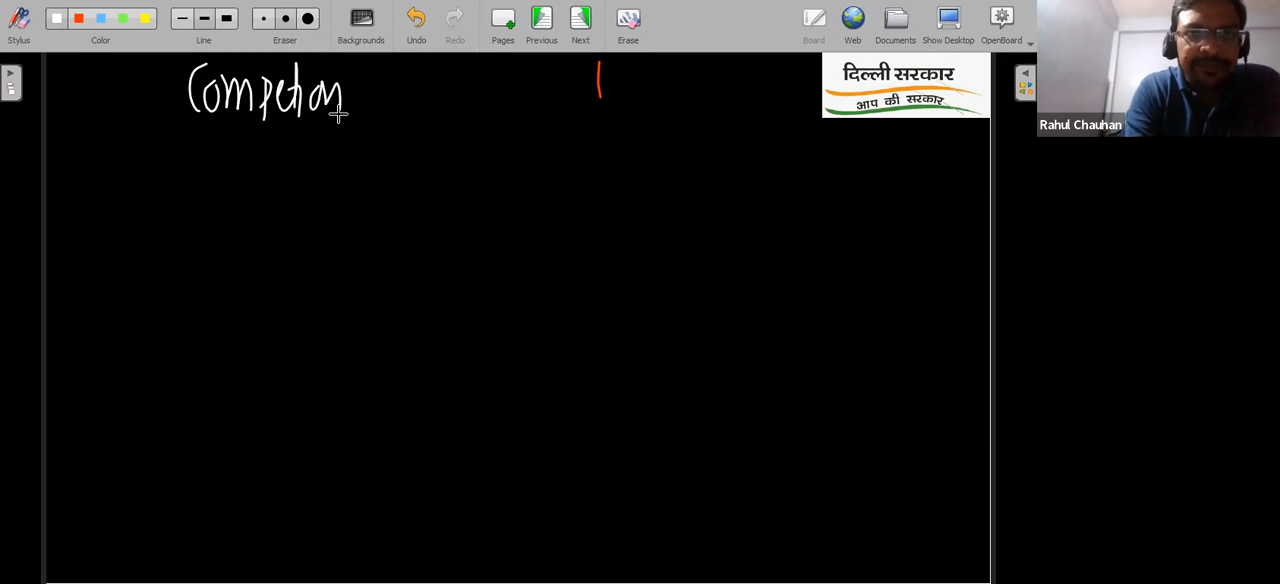 Stylus Color Line Eraser Backgrounds Undo Redo Pages Previous Next Erase Board Web Documents Show Desktop OpenBoard
Competion
दिल्ली सरकार
आप की सरकार
Rahul Chauhan